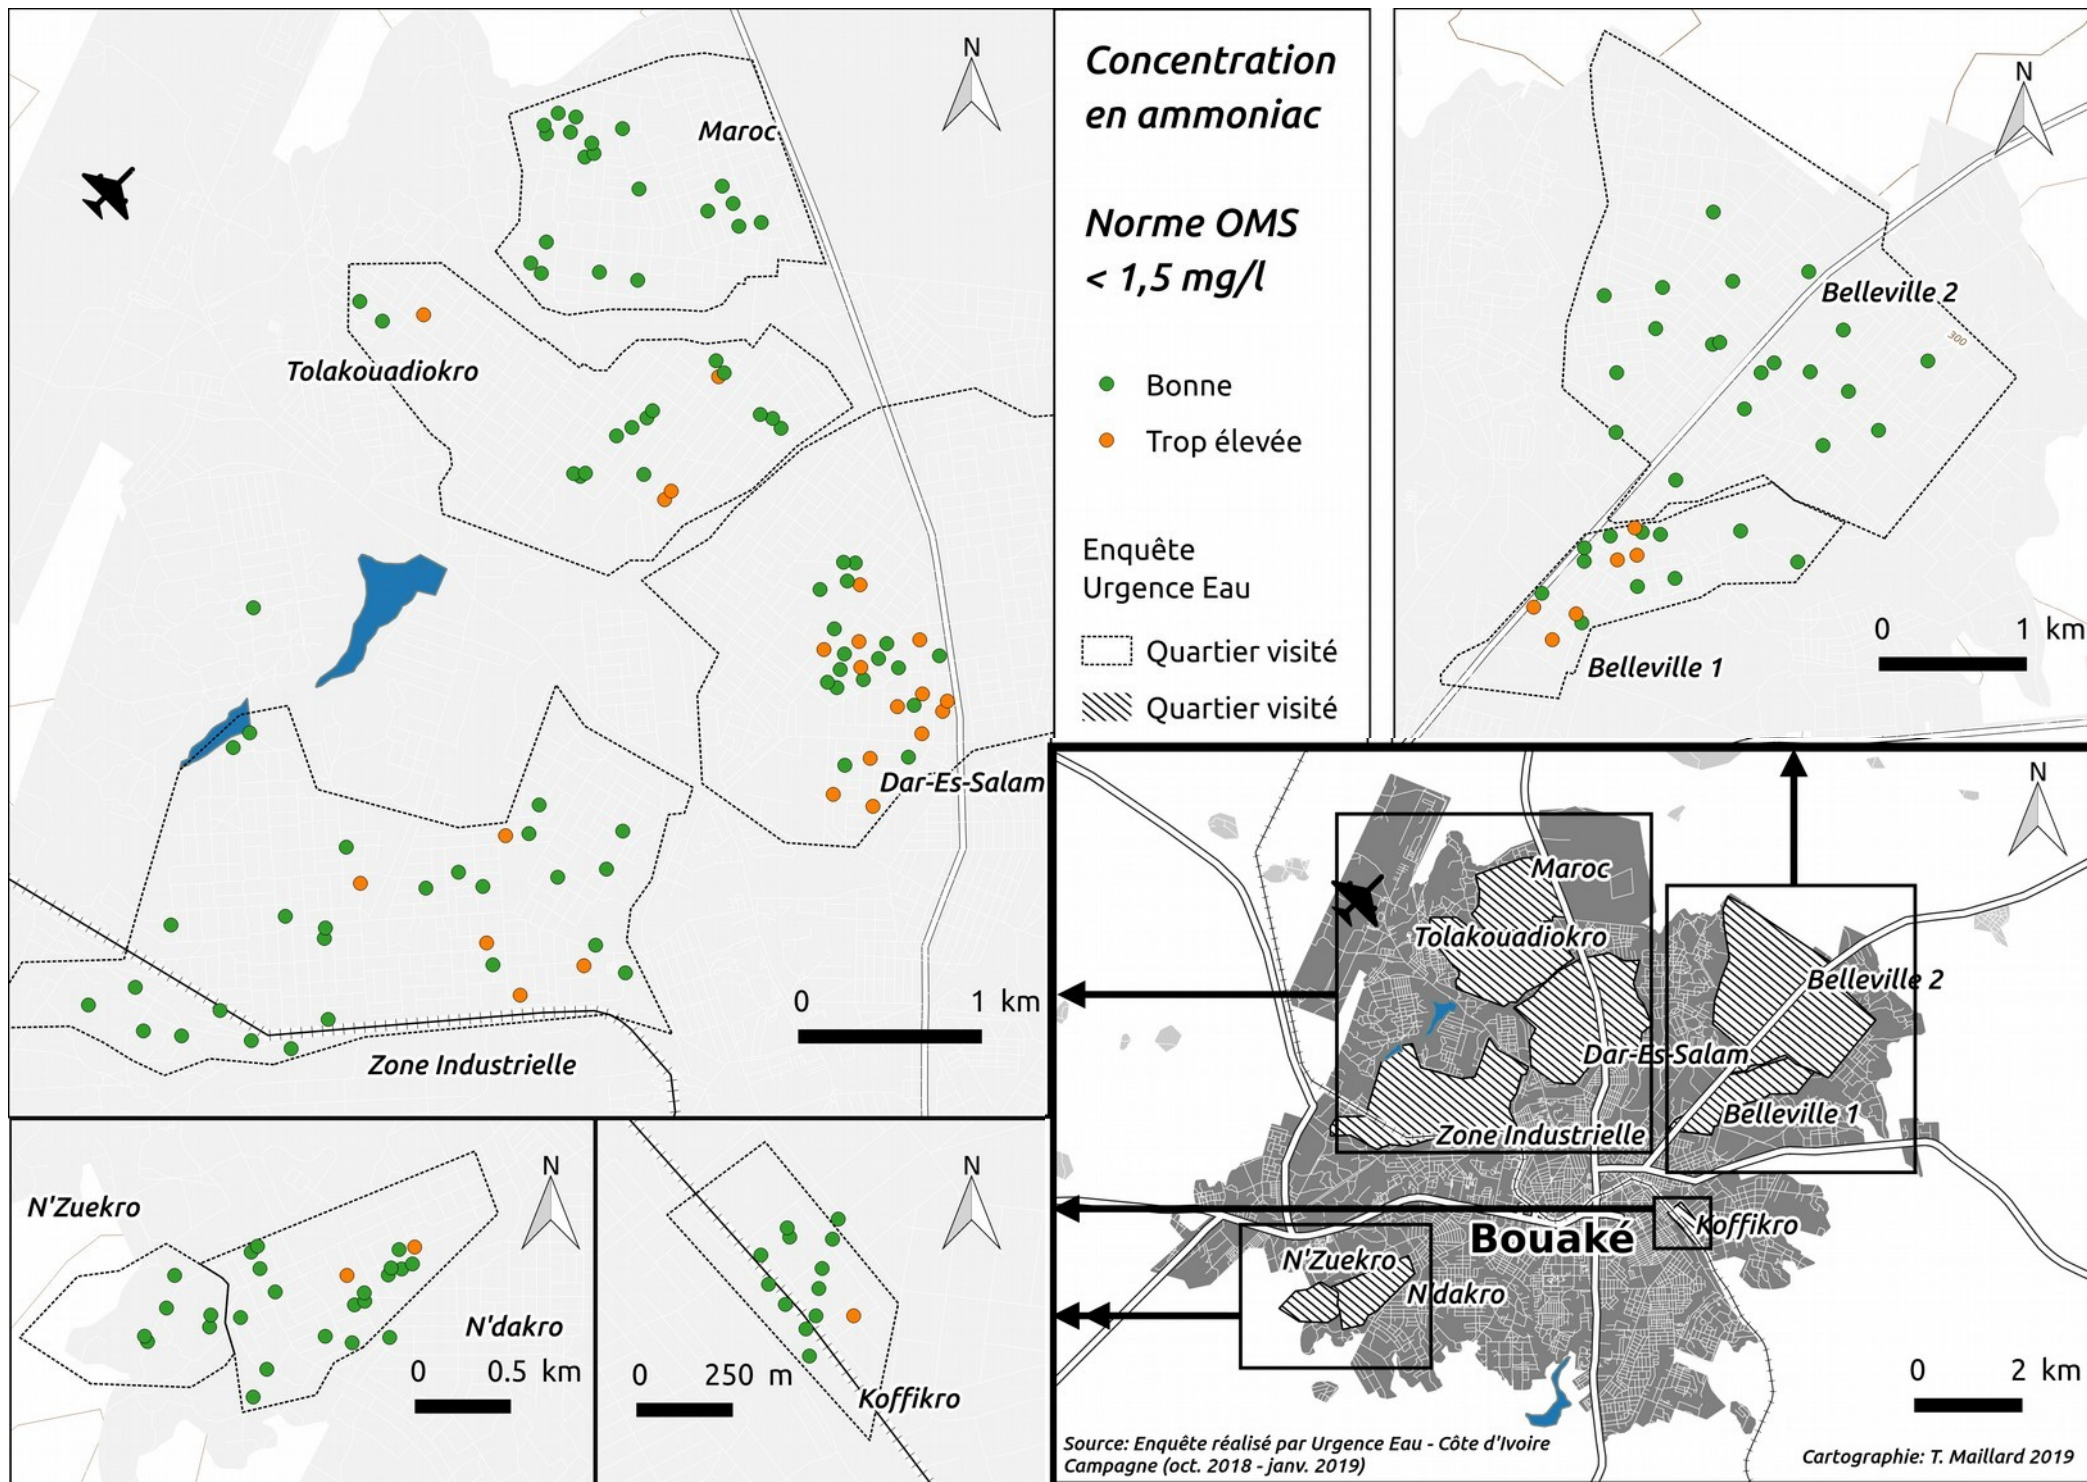 N
Maroc
Tolakouadiokro
Dar-Es-Salam
0 1 km
Zone Industrielle
Concentration
en ammoniac
Norme OMS
< 1,5 mg/l
Bonne
Trop élevée
Enquête
Urgence Eau
Quartier visité
Quartier visité
N
Belleville 2
300
0 1 km
Belleville 1
N
N'Zuekro
N'dakro
0 0.5 km
N
0 250 m
Koffikro
N
Maroc
Tolakouadiokro
Belleville 2
Dar-Es-Salam
Belleville 1
Zone Industrielle
Koffikro
Bouaké
N'Zuekro
N'dakro
0 2 km
Source: Enquête réalisé par Urgence Eau - Côte d'Ivoire
Campagne (oct. 2018 - janv. 2019)
Cartographie: T. Maillard 2019